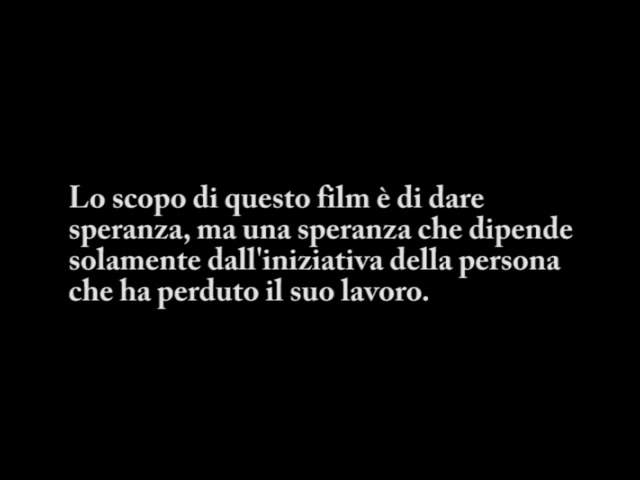 Lo scopo di questo film è di dare
speranza, ma una speranza che dipende
solamente dall'iniziativa della persona
che ha perduto il suo lavoro.